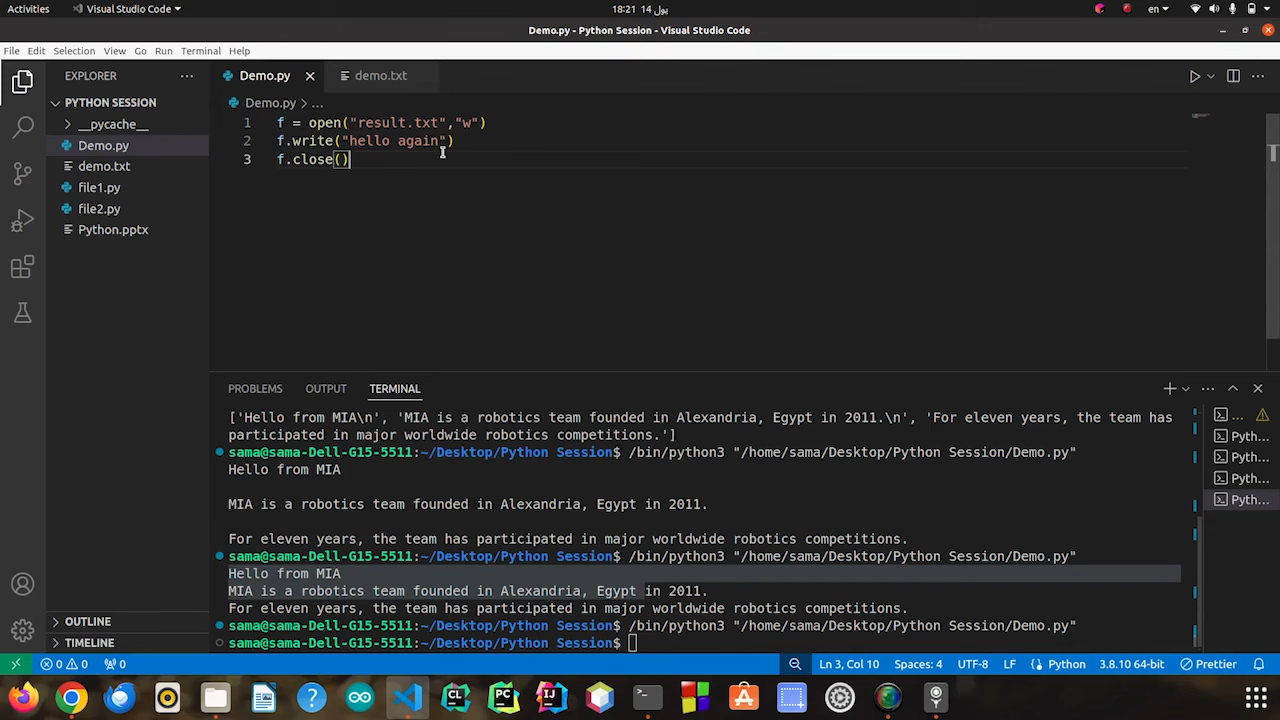 Activities
Visual Studio Code
18:21 14 يول
en
Demo.py - Python Session - Visual Studio Code
File Edit Selection View Go Run Terminal Help
EXPLORER
PYTHON SESSION
__pycache__
Demo.py
demo.txt
file1.py
file2.py
Python.pptx
OUTLINE
TIMELINE
Demo.py
demo.txt
Demo.py > ...
1 f = open("result.txt","w")
2 f.write("hello again")
3 f.close()
PROBLEMS OUTPUT TERMINAL
['Hello from MIA\n', 'MIA is a robotics team founded in Alexandria, Egypt in 2011.\n', 'For eleven years, the team has
participated in major worldwide robotics competitions.']
sama@sama-Dell-G15-5511:~/Desktop/Python Session$ /bin/python3 "/home/sama/Desktop/Python Session/Demo.py"
Hello from MIA
MIA is a robotics team founded in Alexandria, Egypt in 2011.
For eleven years, the team has participated in major worldwide robotics competitions.
sama@sama-Dell-G15-5511:~/Desktop/Python Session$ /bin/python3 "/home/sama/Desktop/Python Session/Demo.py"
Hello from MIA
MIA is a robotics team founded in Alexandria, Egypt in 2011.
For eleven years, the team has participated in major worldwide robotics competitions.
sama@sama-Dell-G15-5511:~/Desktop/Python Session$ /bin/python3 "/home/sama/Desktop/Python Session/Demo.py"
sama@sama-Dell-G15-5511:~/Desktop/Python Session$
...
Pyth...
Pyth...
Pyth...
Pyth...
0 0 0
Ln 3, Col 10 Spaces: 4 UTF-8 LF Python 3.8.10 64-bit Prettier
CL PC IJ